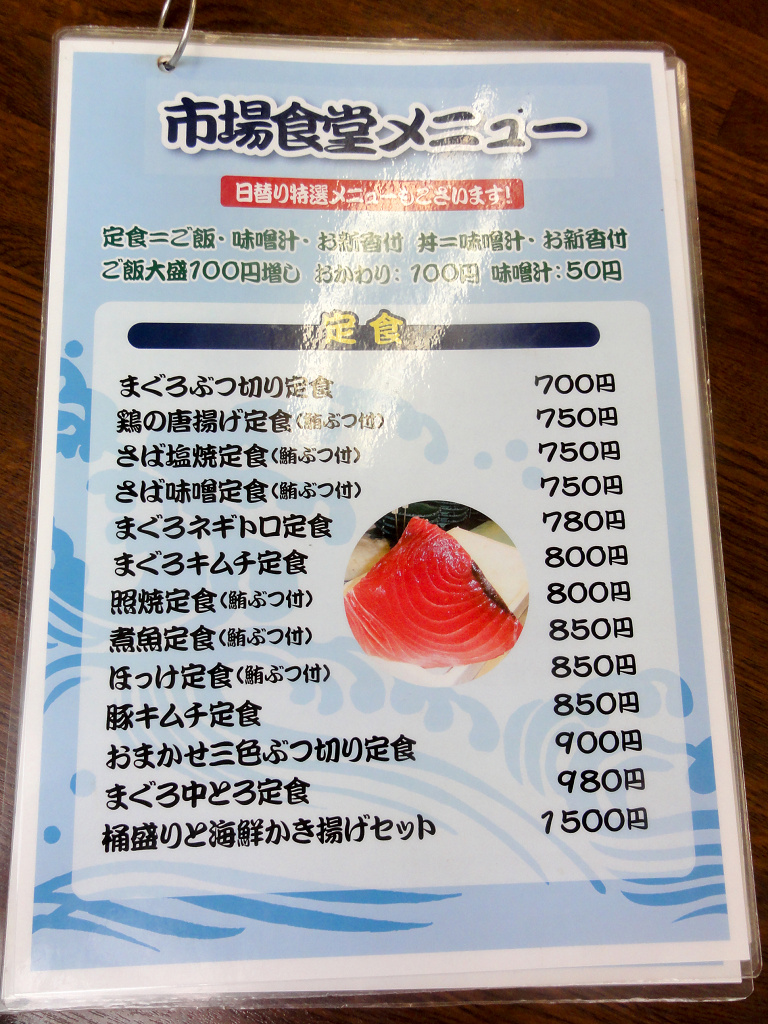 市場食堂メニュー
日替り特選メニューもございます!
定食=ご飯・味噌汁・お新香付 丼=味噌汁・お新香付
ご飯大盛100円増し おかわり:100円 味噌汁:50円
定食
まぐろぶつ切り定食 700円
鶏の唐揚げ定食(鮪ぶつ付) 750円
さば塩焼定食(鮪ぶつ付) 750円
さば味噌定食(鮪ぶつ付) 750円
まぐろネギトロ定食 780円
まぐろキムチ定食 800円
照焼定食(鮪ぶつ付) 800円
煮魚定食(鮪ぶつ付) 850円
ほっけ定食(鮪ぶつ付) 850円
豚キムチ定食 850円
おまかせ三色ぶつ切り定食 900円
まぐろ中とろ定食 980円
桶盛りと海鮮かき揚げセット 1500円